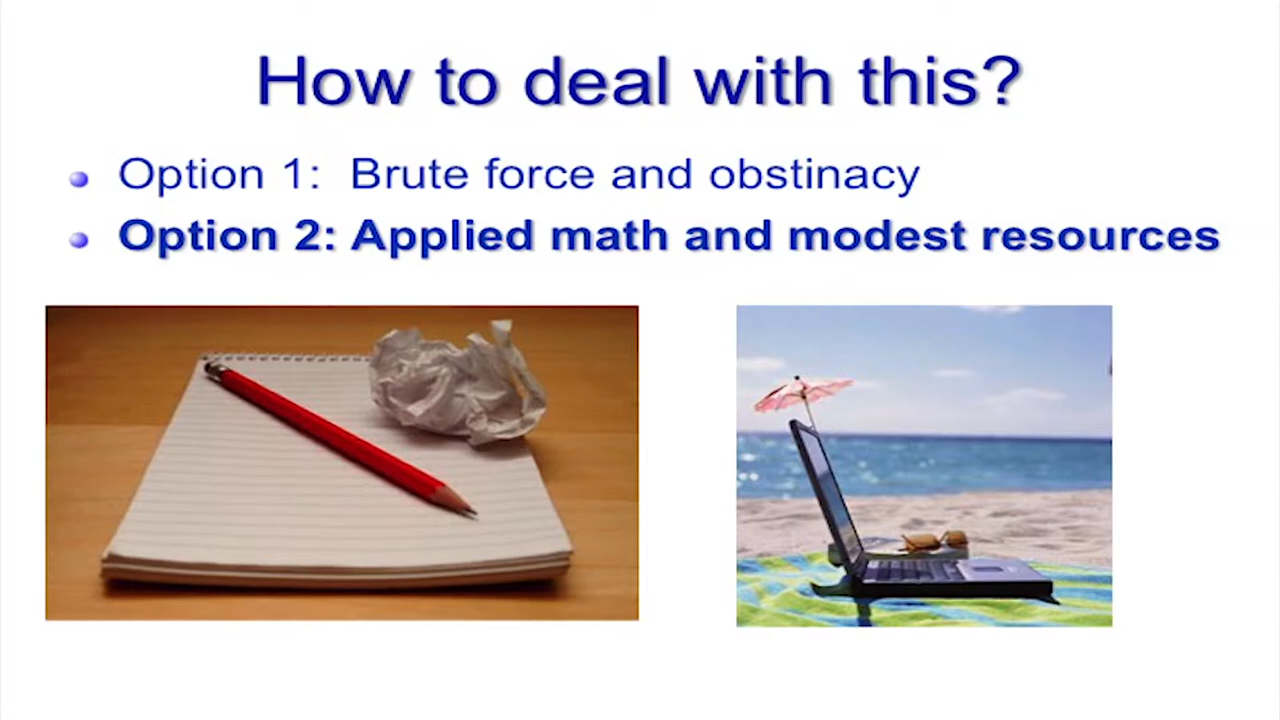 How to deal with this?
Option 1: Brute force and obstinacy
Option 2: Applied math and modest resources